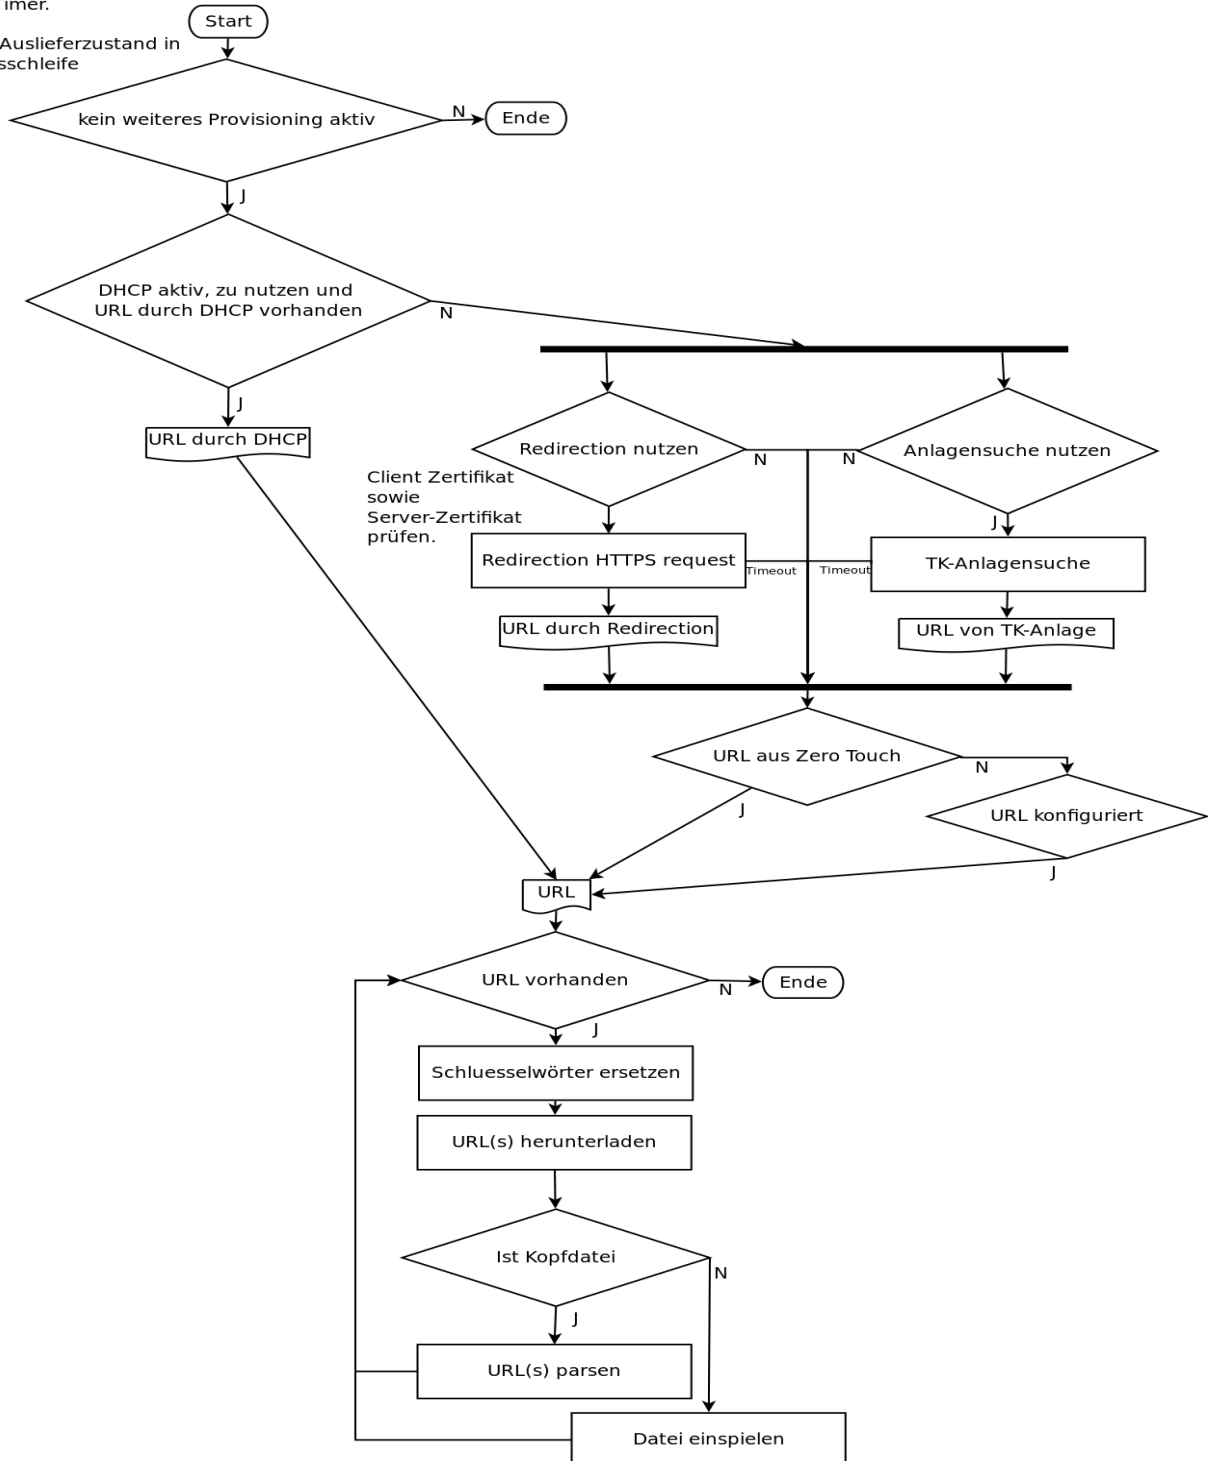 imer.
Start
Auslieferzustand in
sschleife
kein weiteres Provisioning aktiv
N
Ende
J
DHCP aktiv, zu nutzen und
URL durch DHCP vorhanden
N
J
URL durch DHCP
Redirection nutzen
N
N
Anlagensuche nutzen
Client Zertifikat
sowie
Server-Zertifikat
prüfen.
J
Redirection HTTPS request
Timeout
Timeout
TK-Anlagensuche
URL durch Redirection
URL von TK-Anlage
URL aus Zero Touch
N
J
URL konfiguriert
J
URL
URL vorhanden
N
Ende
J
Schluesselwörter ersetzen
URL(s) herunterladen
Ist Kopfdatei
N
J
URL(s) parsen
Datei einspielen